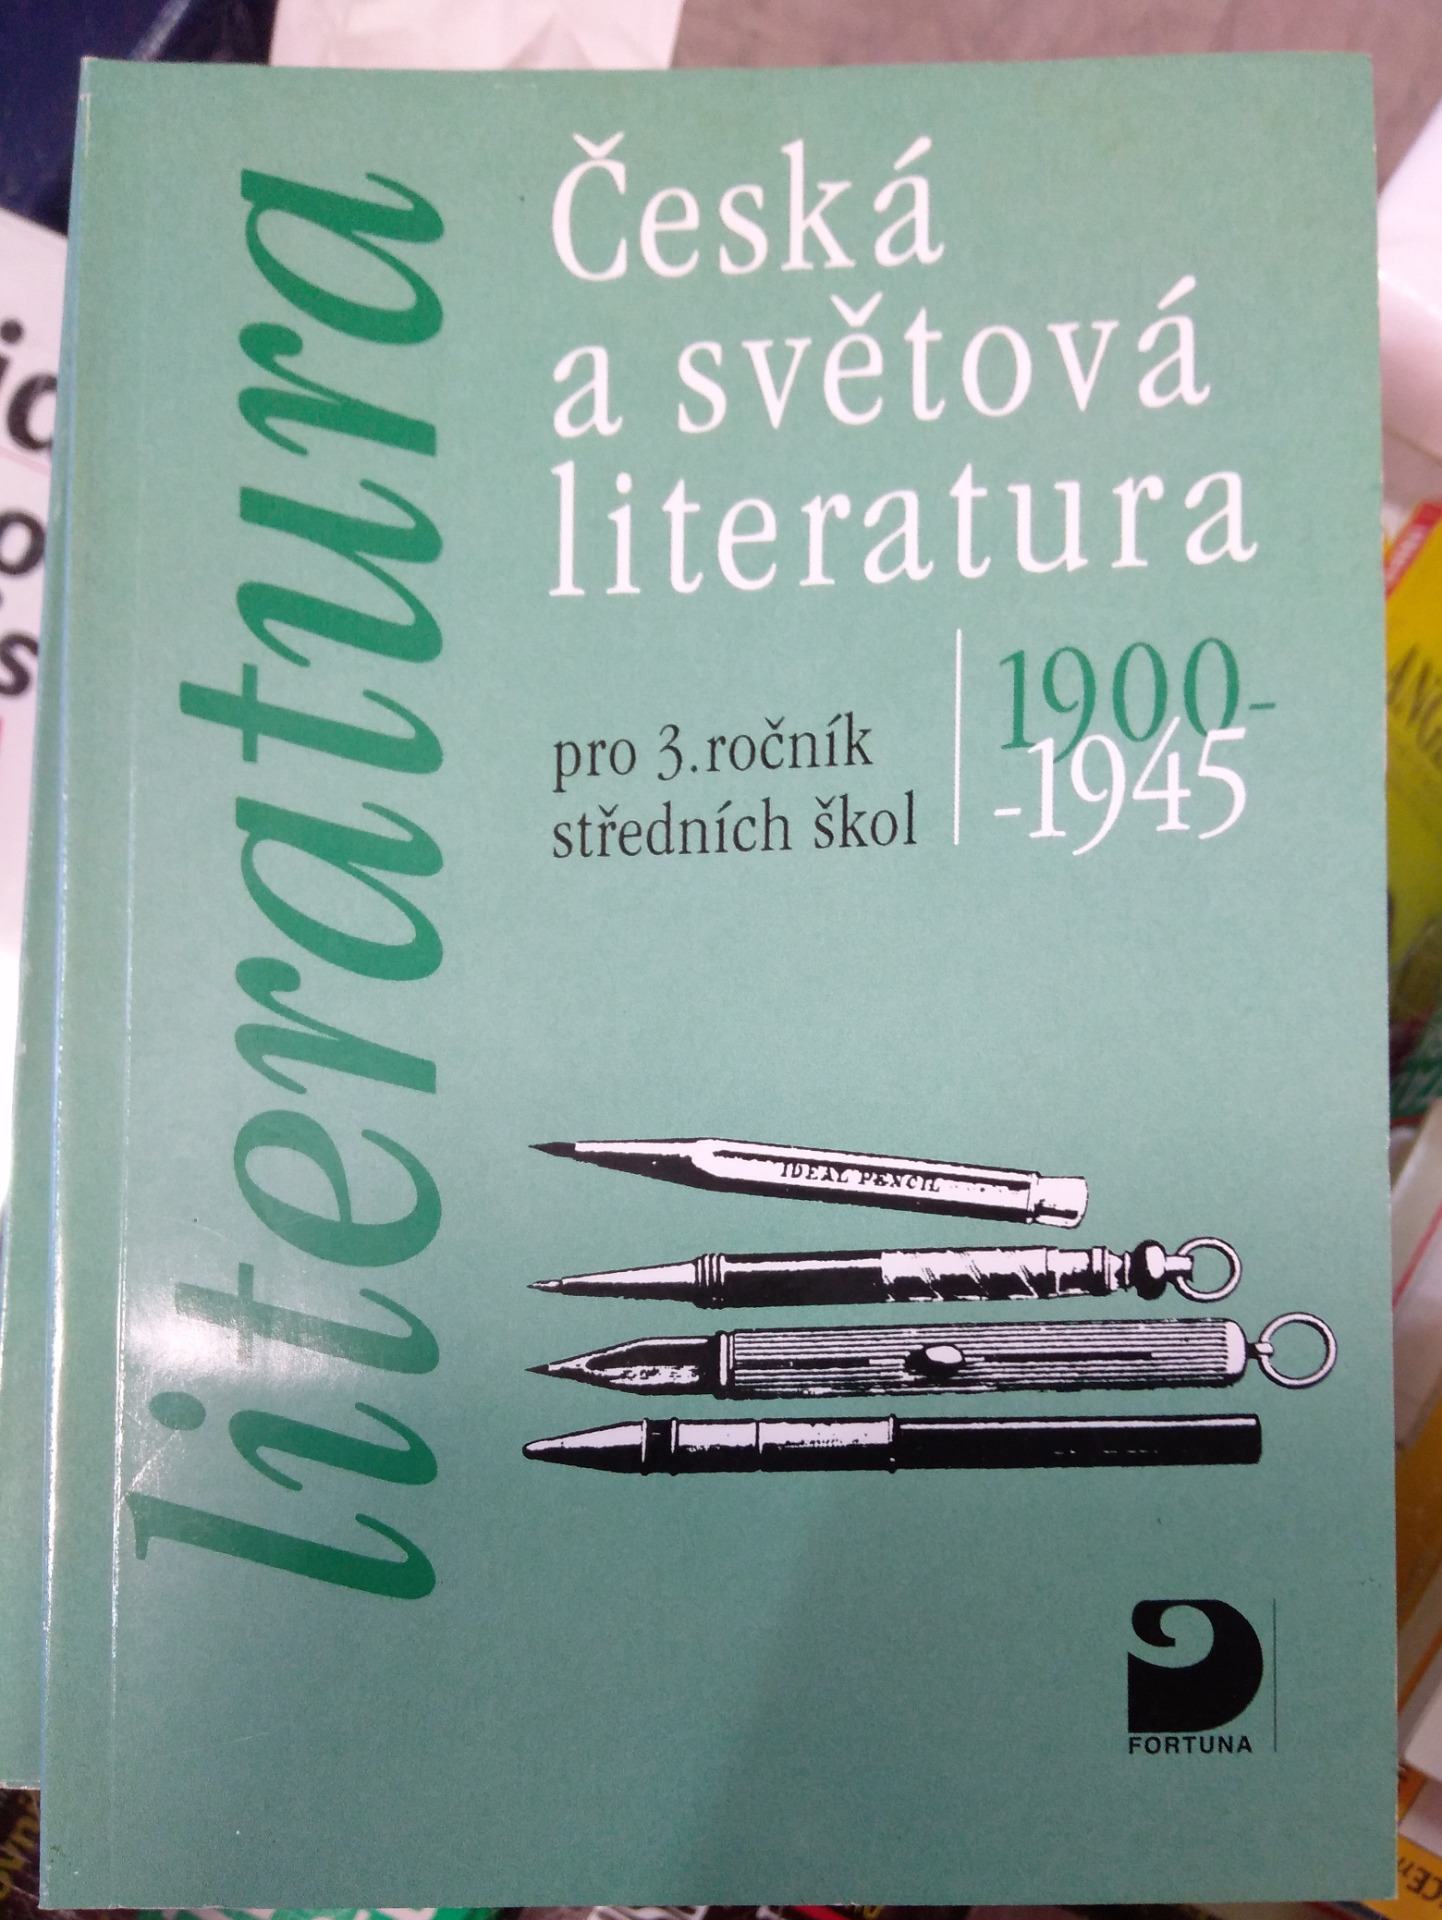 literatura
Česká
a světová
literatura
pro 3. ročník
středních škol
1900-
-1945
IDEAL PENCIL
FORTUNA